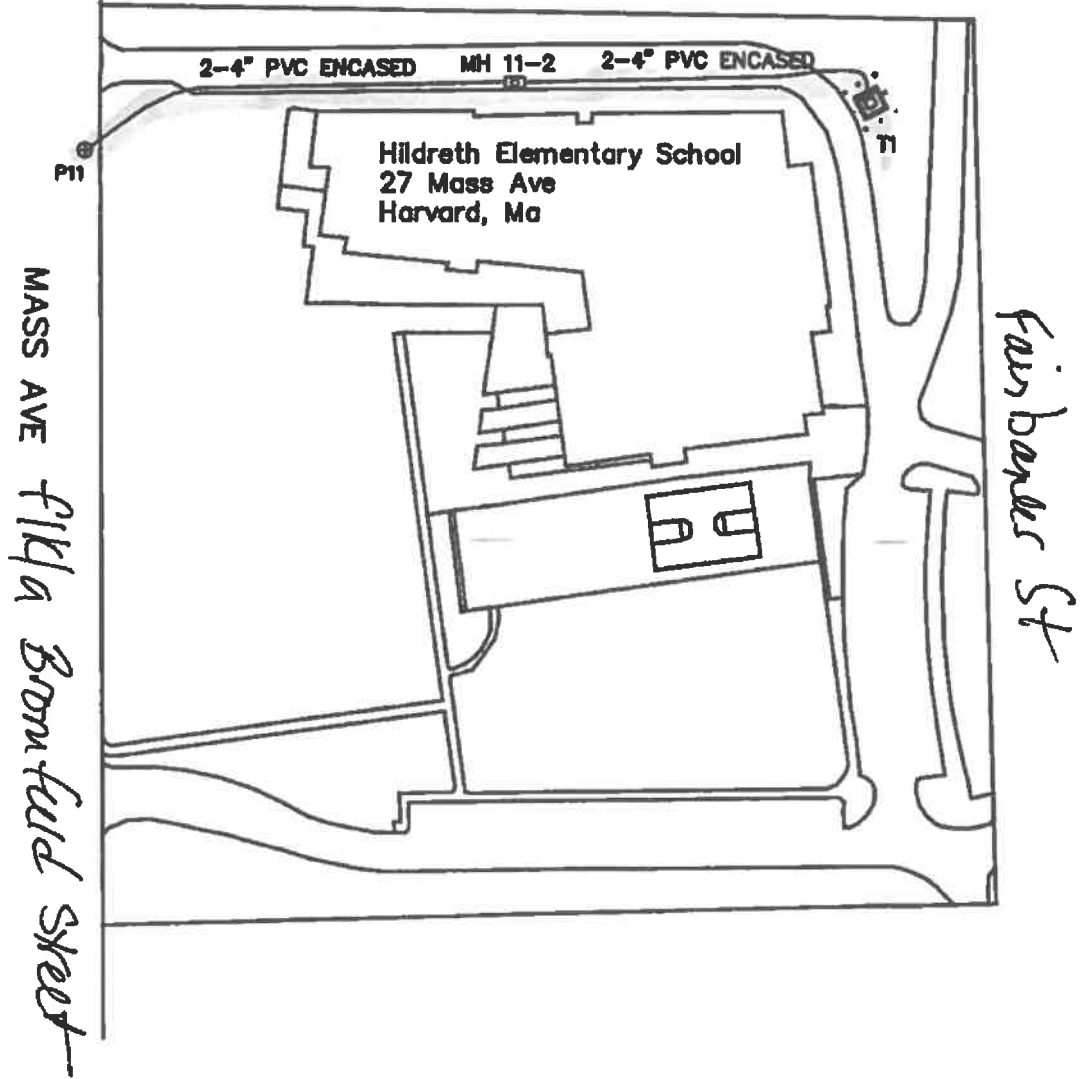 2-4" PVC ENCASED
MH 11-2
2-4" PVC ENCASED
P11
T1
Hildreth Elementary School
27 Mass Ave
Harvard, Ma
Fairbanks St
MASS AVE f/k/a Bromfield Street